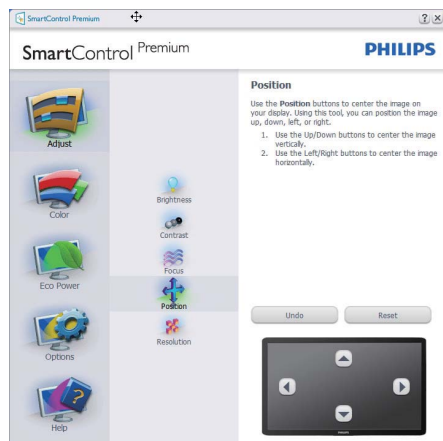 SmartControl Premium
SmartControl Premium
PHILIPS
Adjust
Color
Eco Power
Options
Help
Brightness
Contrast
Focus
Position
Resolution
Position
Use the Position buttons to center the image on
your display. Using this tool, you can position the image
up, down, left, or right.
1. Use the Up/Down buttons to center the image
vertically.
2. Use the Left/Right buttons to center the image
horizontally.
Undo
Reset
PHILIPS